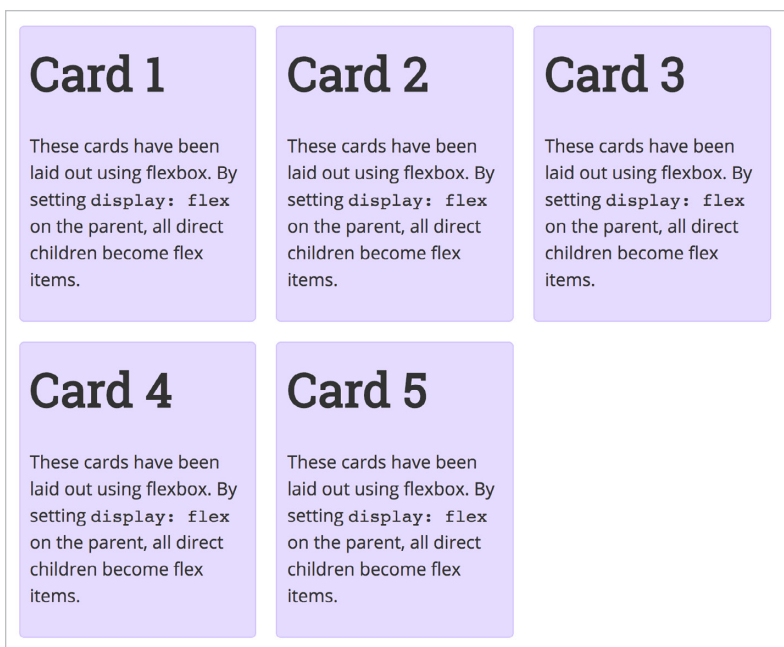 Card 1
These cards have been
laid out using flexbox. By
setting display: flex
on the parent, all direct
children become flex
items.
Card 2
These cards have been
laid out using flexbox. By
setting display: flex
on the parent, all direct
children become flex
items.
Card 3
These cards have been
laid out using flexbox. By
setting display: flex
on the parent, all direct
children become flex
items.
Card 4
These cards have been
laid out using flexbox. By
setting display: flex
on the parent, all direct
children become flex
items.
Card 5
These cards have been
laid out using flexbox. By
setting display: flex
on the parent, all direct
children become flex
items.